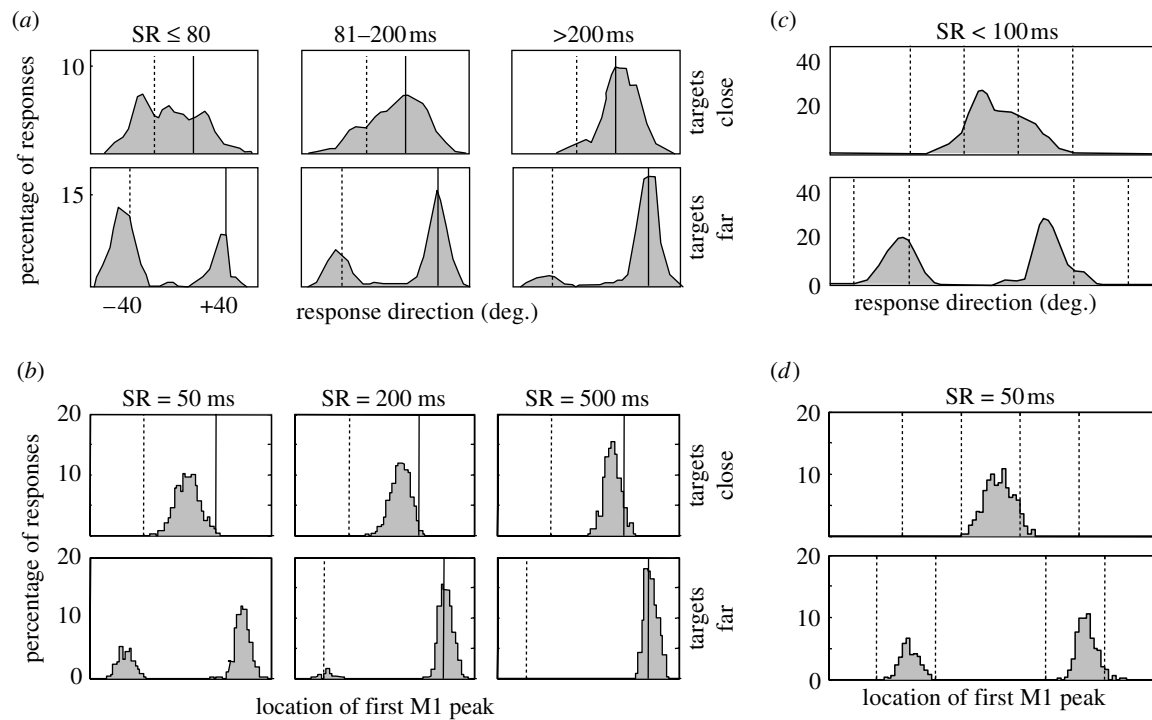 (a)
SR ≤ 80
81–200 ms
>200 ms
percentage of responses
10
15
targets close
targets far
−40
+40
response direction (deg.)
(c)
SR < 100 ms
40
20
40
20
0
response direction (deg.)
(b)
SR = 50 ms
SR = 200 ms
SR = 500 ms
percentage of responses
20
10
20
10
0
targets close
targets far
location of first M1 peak
(d)
SR = 50 ms
20
10
20
10
0
location of first M1 peak